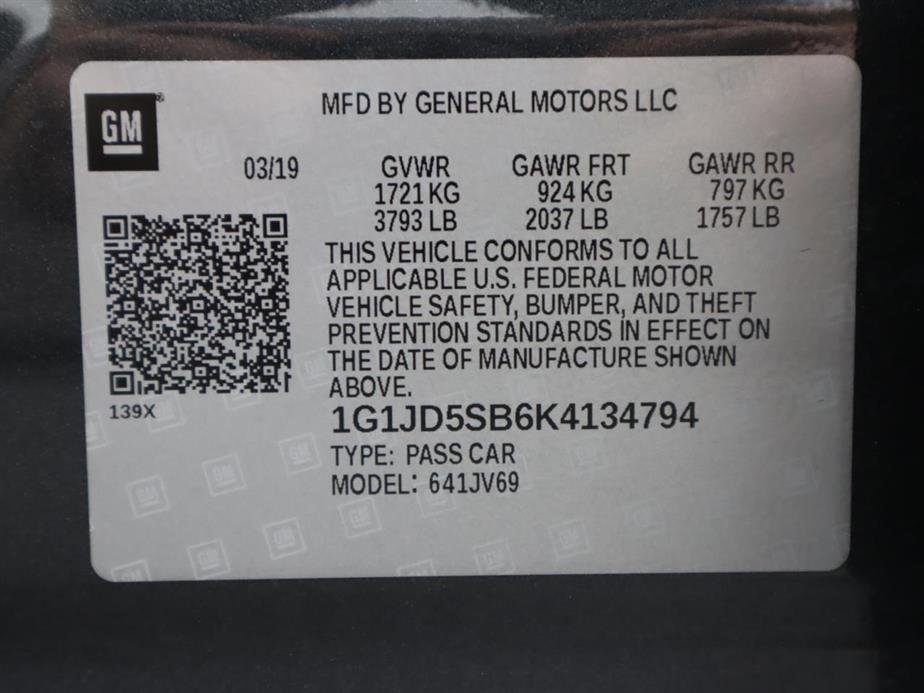 GM
MFD BY GENERAL MOTORS LLC
03/19 GVWR GAWR FRT GAWR RR
1721 KG 924 KG 797 KG
3793 LB 2037 LB 1757 LB
THIS VEHICLE CONFORMS TO ALL
APPLICABLE U.S. FEDERAL MOTOR
VEHICLE SAFETY, BUMPER, AND THEFT
PREVENTION STANDARDS IN EFFECT ON
THE DATE OF MANUFACTURE SHOWN
ABOVE.
139X
1G1JD5SB6K4134794
TYPE: PASS CAR
MODEL: 641JV69